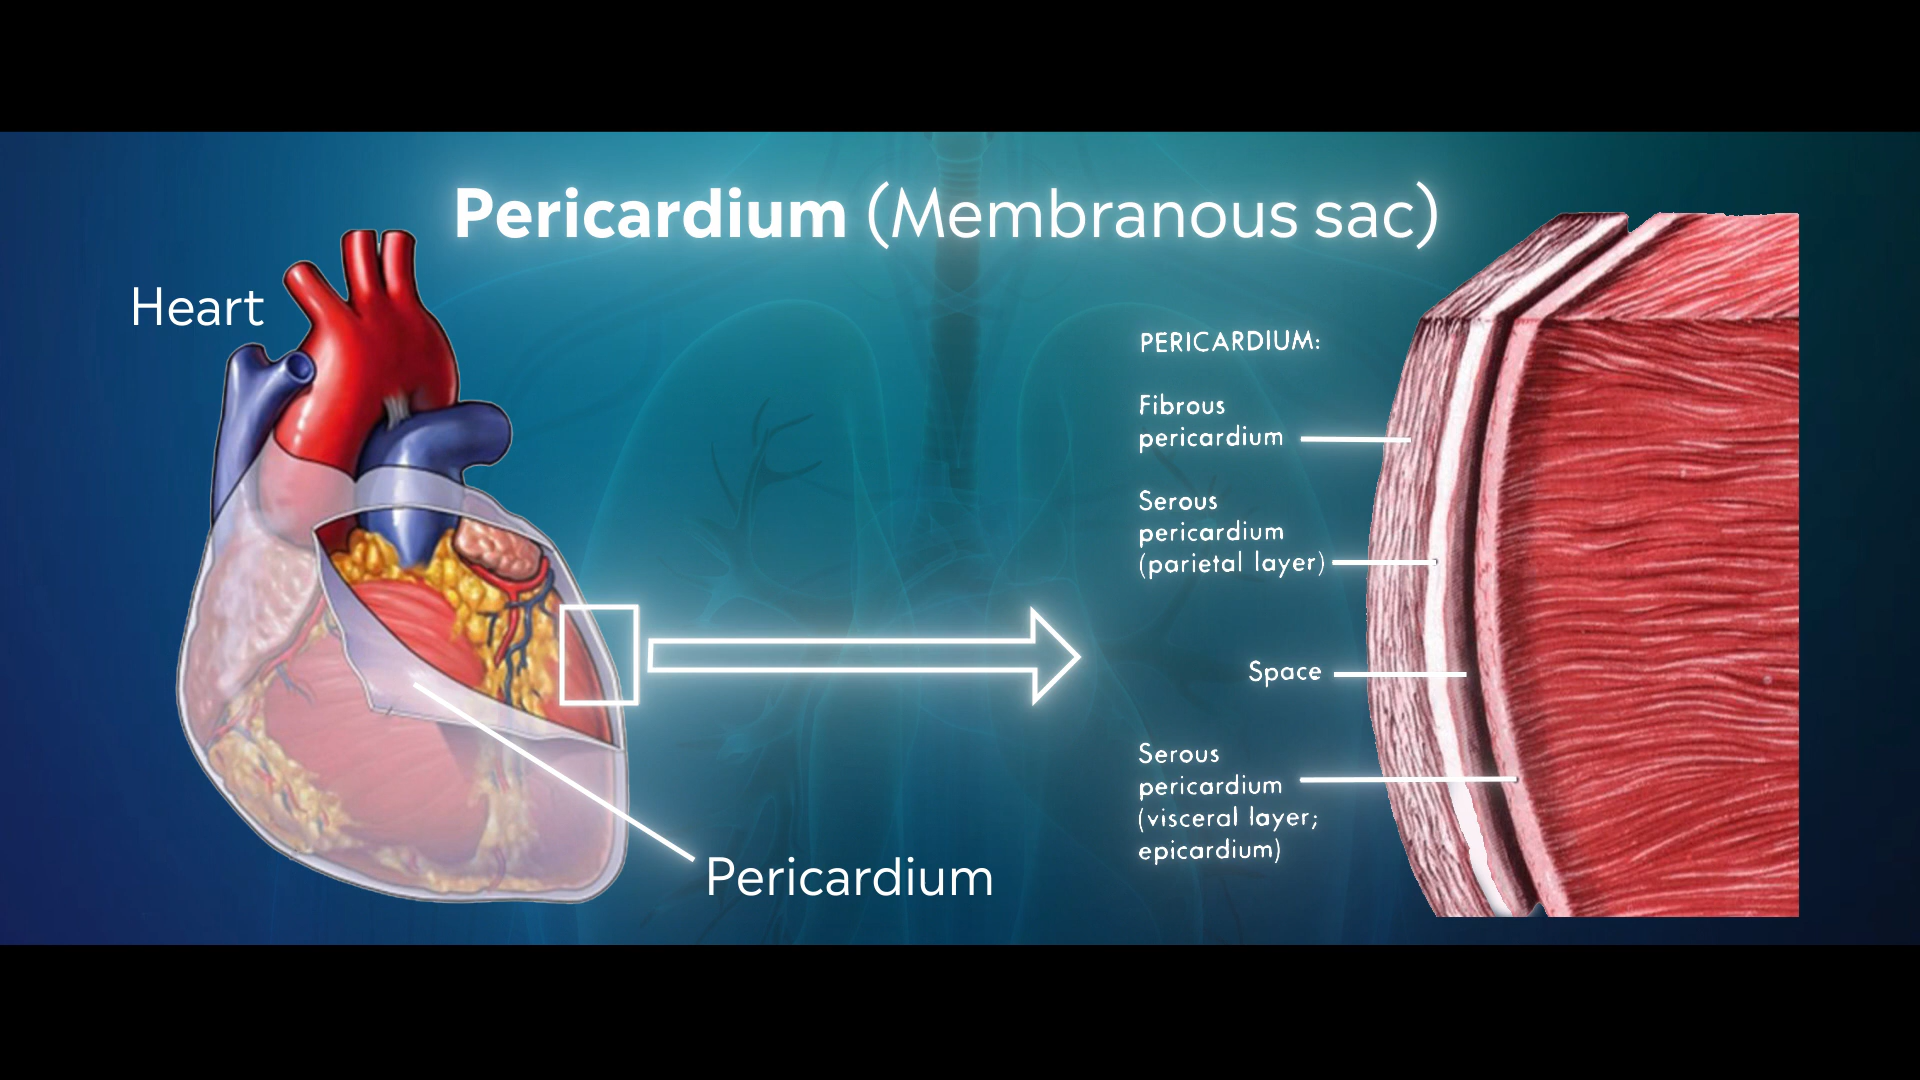 Pericardium (Membranous sac)
Heart
PERICARDIUM:
Fibrous
pericardium
Serous
pericardium
(parietal layer)
Space
Serous
pericardium
(visceral layer;
epicardium)
Pericardium